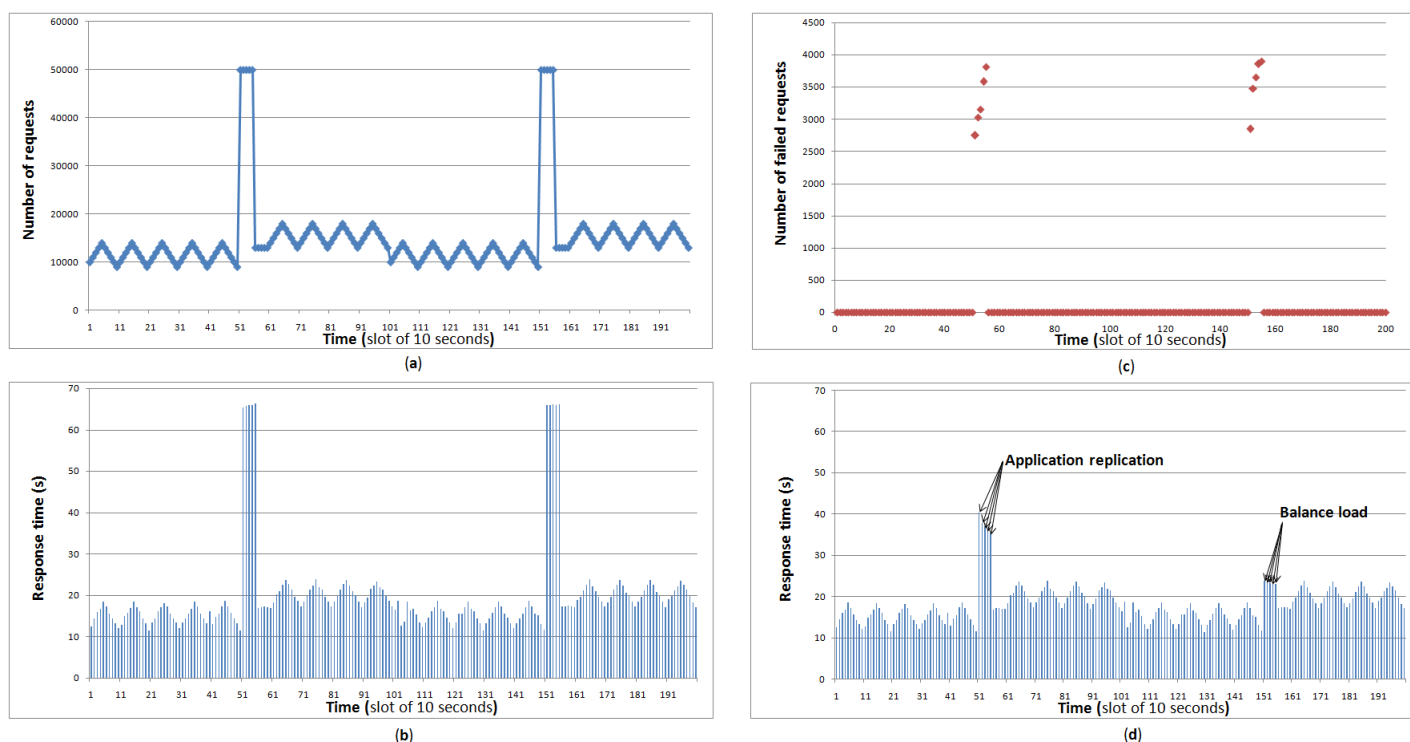 60000
50000
40000
30000
20000
10000
0
Number of requests
1 11 21 31 41 51 61 71 81 91 101 111 121 131 141 151 161 171 181 191
Time (slot of 10 seconds)
(a)
4500
4000
3500
3000
2500
2000
1500
1000
500
0
Number of failed requests
0 20 40 60 80 100 120 140 160 180 200
Time (slot of 10 seconds)
(c)
70
60
50
40
30
20
10
0
Response time (s)
1 11 21 31 41 51 61 71 81 91 101 111 121 131 141 151 161 171 181 191
Time (slot of 10 seconds)
(b)
70
60
50
40
30
20
10
0
Response time (s)
Application replication
Balance load
1 11 21 31 41 51 61 71 81 91 101 111 121 131 141 151 161 171 181 191
Time (slot of 10 seconds)
(d)